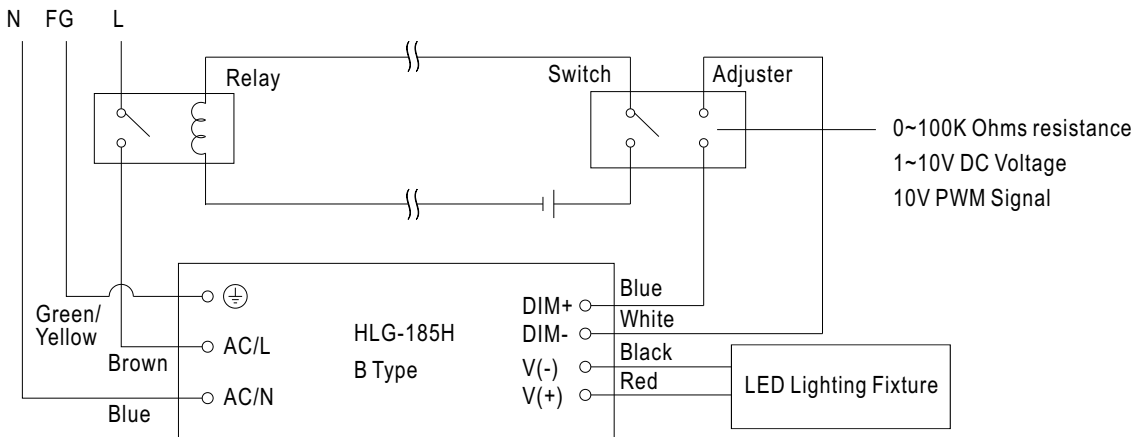 N FG L
Relay
Switch
Adjuster
0~100K Ohms resistance
1~10V DC Voltage
10V PWM Signal
Green/
Yellow
Brown
Blue
AC/L
AC/N
HLG-185H
B Type
DIM+
DIM-
V(-)
V(+)
Blue
White
Black
Red
LED Lighting Fixture